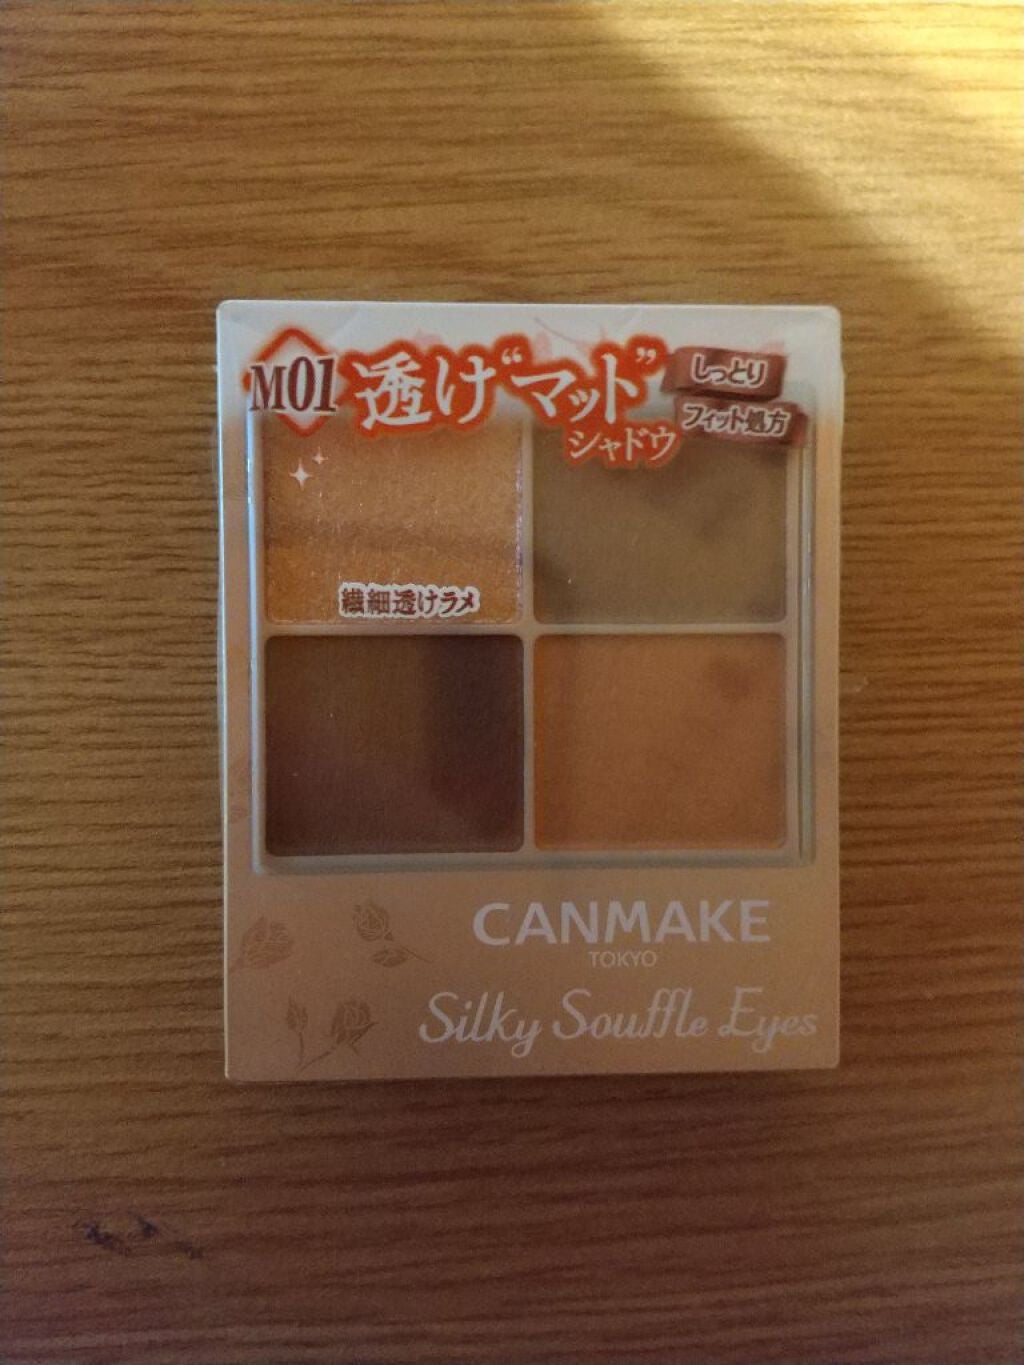 M01 透け“マット”
シャドウ
しっとり
フィット処方
繊細透けラメ
CANMAKE
TOKYO
Silky Souffle Eyes